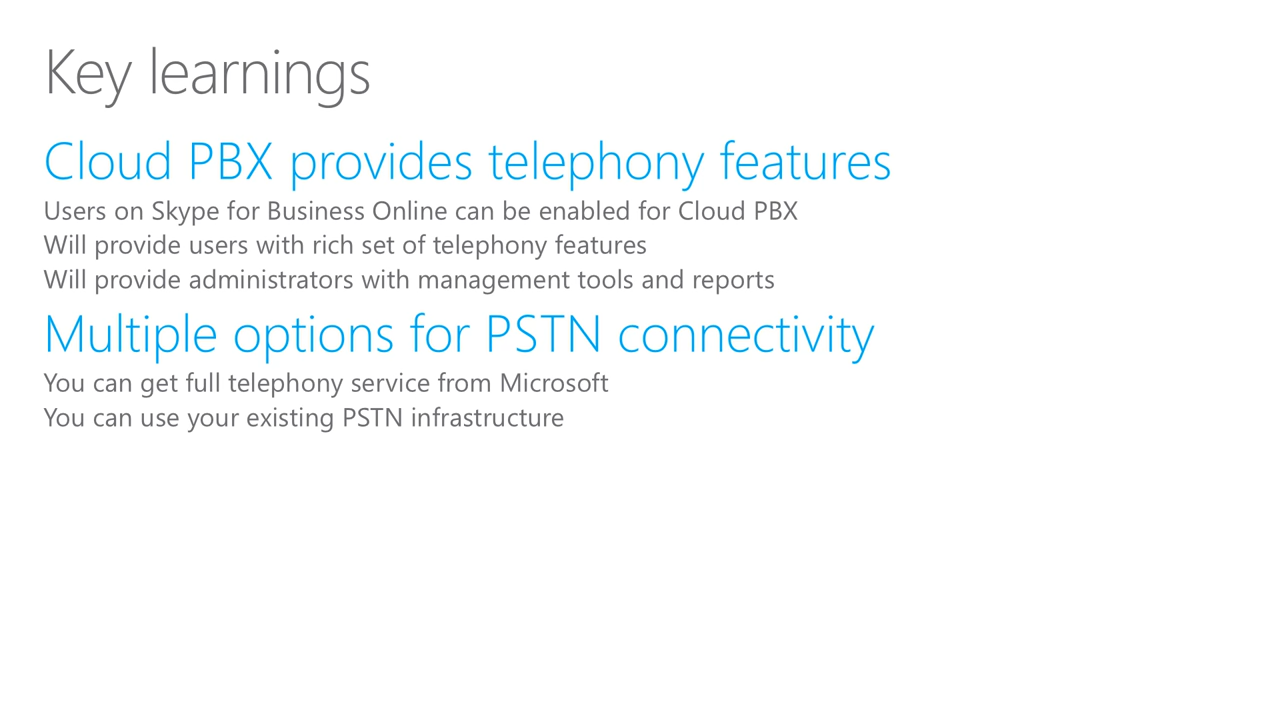 Key learnings
Cloud PBX provides telephony features
Users on Skype for Business Online can be enabled for Cloud PBX
Will provide users with rich set of telephony features
Will provide administrators with management tools and reports
Multiple options for PSTN connectivity
You can get full telephony service from Microsoft
You can use your existing PSTN infrastructure